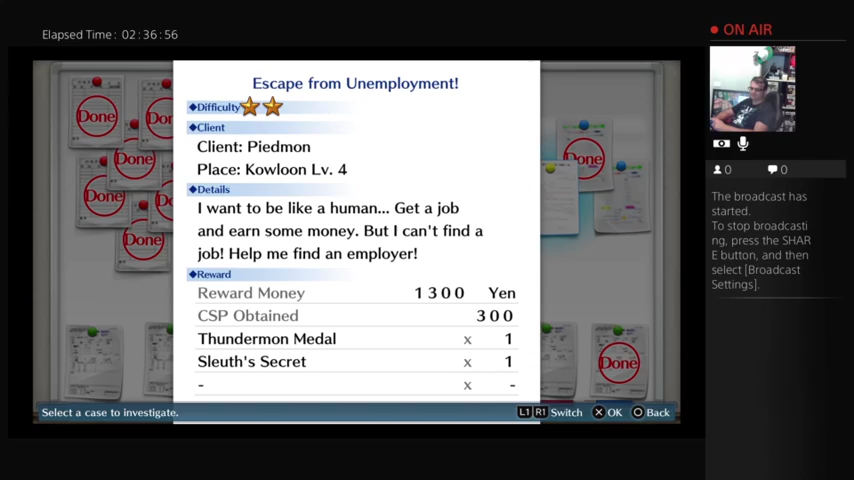 Elapsed Time : 02:36:56
ON AIR
Escape from Unemployment!
◆Difficulty
◆Client
Client: Piedmon
Place: Kowloon Lv. 4
◆Details
I want to be like a human... Get a job
and earn some money. But I can't find a
job! Help me find an employer!
◆Reward
Reward Money 1300 Yen
CSP Obtained 300
Thundermon Medal x 1
Sleuth's Secret x 1
- x -
Done
Done
Done
Done
Done
Done
Done
Done
Select a case to investigate.
L1 R1 Switch OK Back
0 0
The broadcast has
started.
To stop broadcasti
ng, press the SHAR
E button, and then
select [Broadcast
Settings].